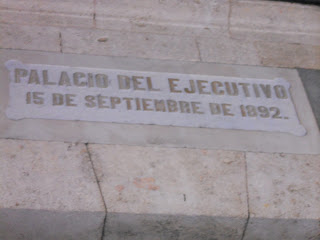 PALACIO DEL EJECUTIVO
15 DE SEPTIEMBRE DE 1892.